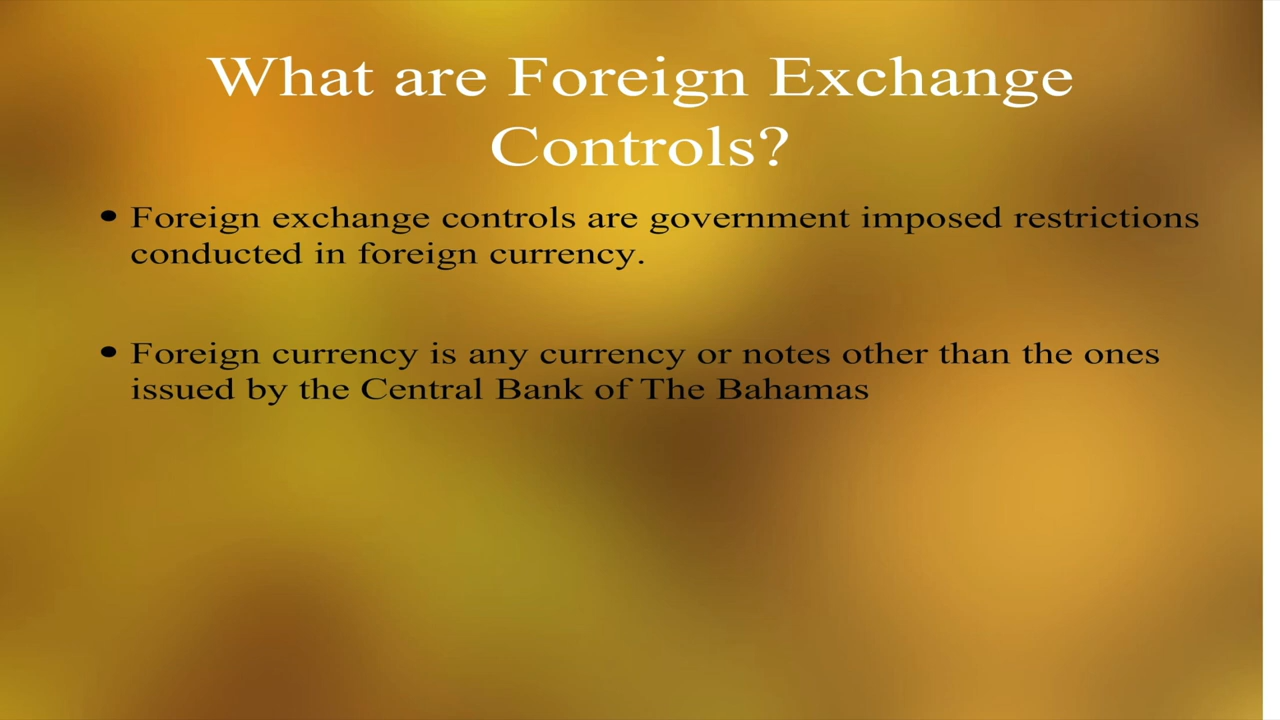 What are Foreign Exchange
Controls?
• Foreign exchange controls are government imposed restrictions
conducted in foreign currency.
• Foreign currency is any currency or notes other than the ones
issued by the Central Bank of The Bahamas